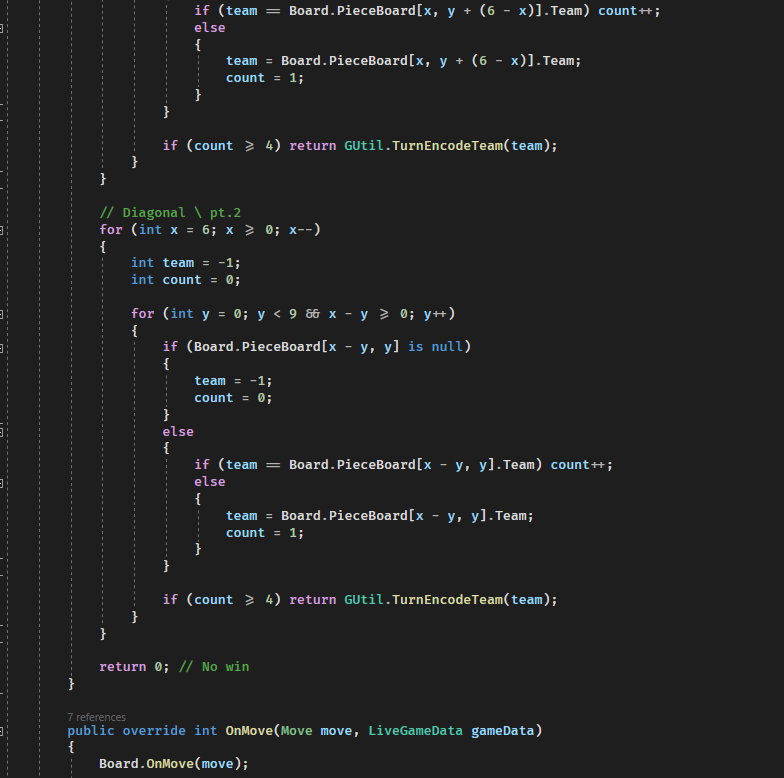 if (team == Board.PieceBoard[x, y + (6 - x)].Team) count++;
else
{
team = Board.PieceBoard[x, y + (6 - x)].Team;
count = 1;
}
}
if (count >= 4) return GUtil.TurnEncodeTeam(team);
}
}
// Diagonal \ pt.2
for (int x = 6; x >= 0; x--)
{
int team = -1;
int count = 0;
for (int y = 0; y < 9 && x - y >= 0; y++)
{
if (Board.PieceBoard[x - y, y] is null)
{
team = -1;
count = 0;
}
else
{
if (team == Board.PieceBoard[x - y, y].Team) count++;
else
{
team = Board.PieceBoard[x - y, y].Team;
count = 1;
}
}
if (count >= 4) return GUtil.TurnEncodeTeam(team);
}
}
return 0; // No win
}
7 references
public override int OnMove(Move move, LiveGameData gameData)
{
Board.OnMove(move);